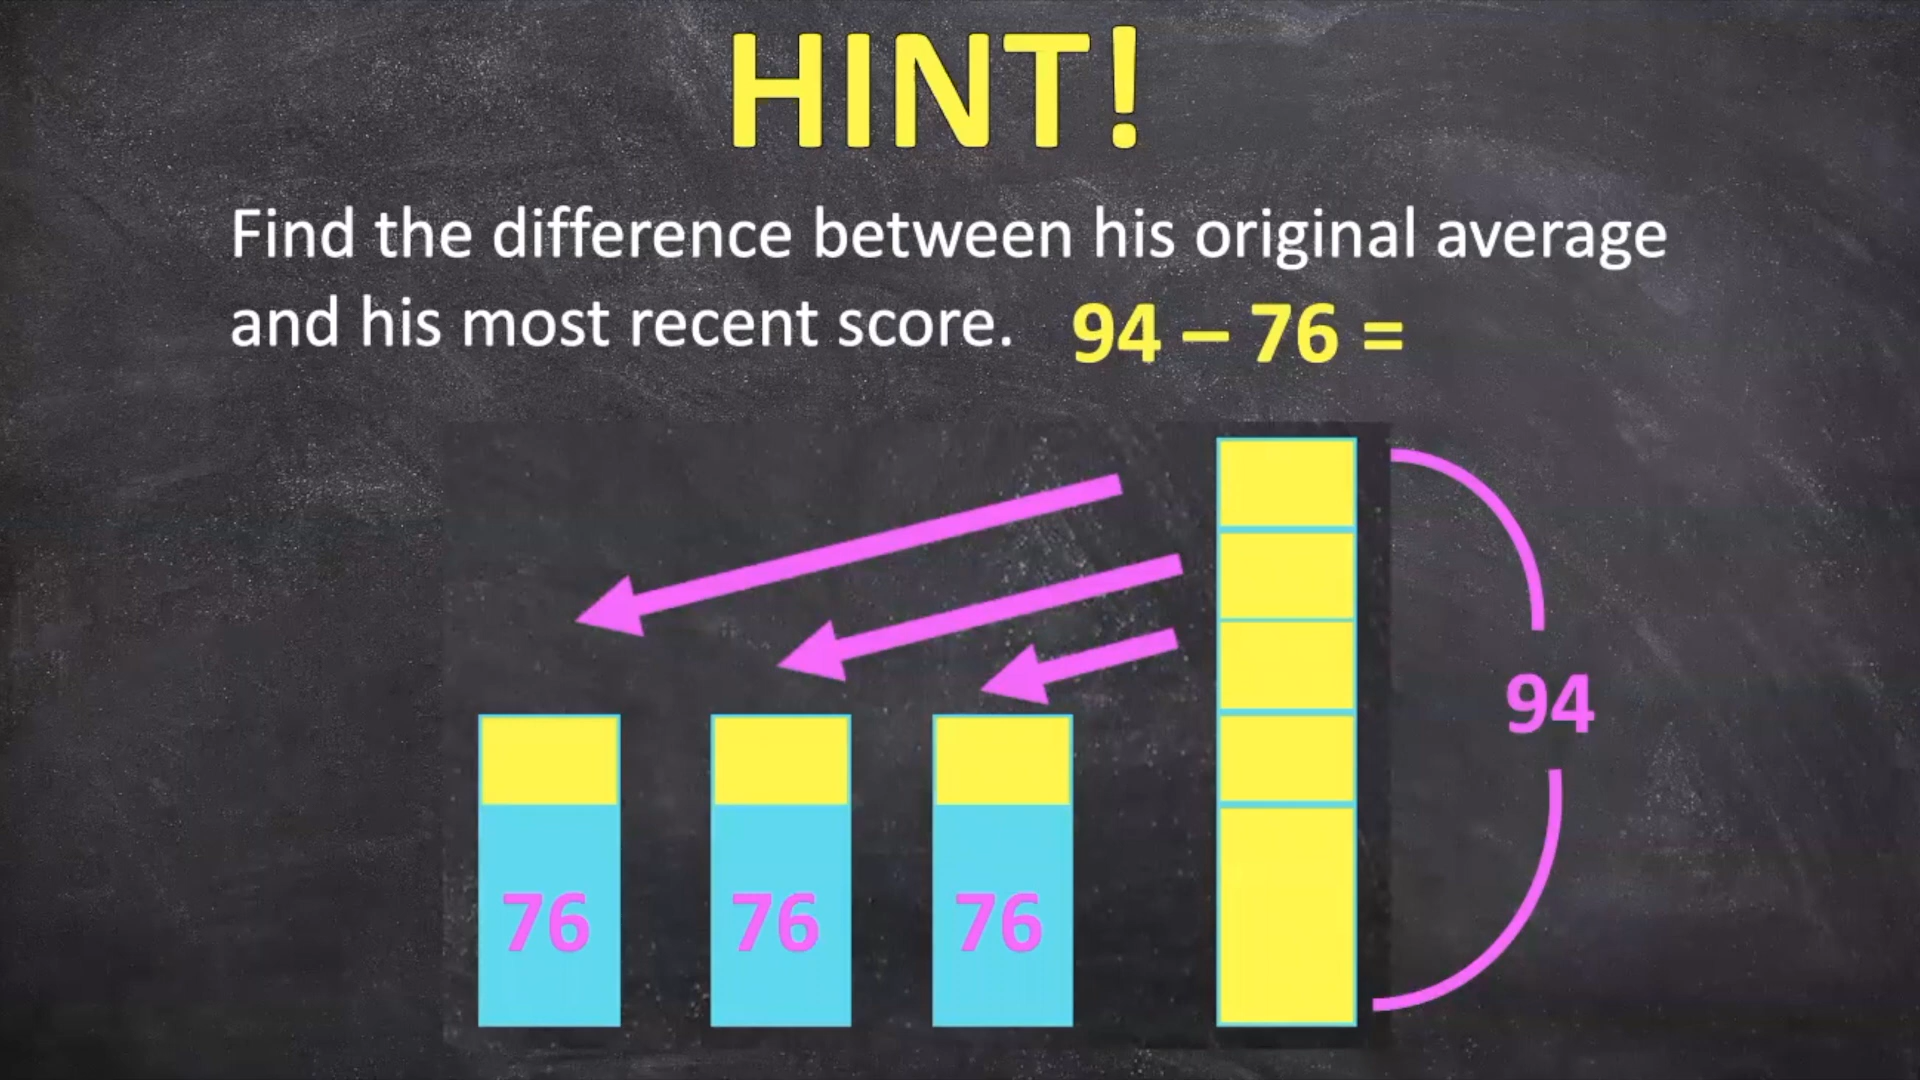 HINT!
Find the difference between his original average
and his most recent score. 94 – 76 =
94
76 76 76